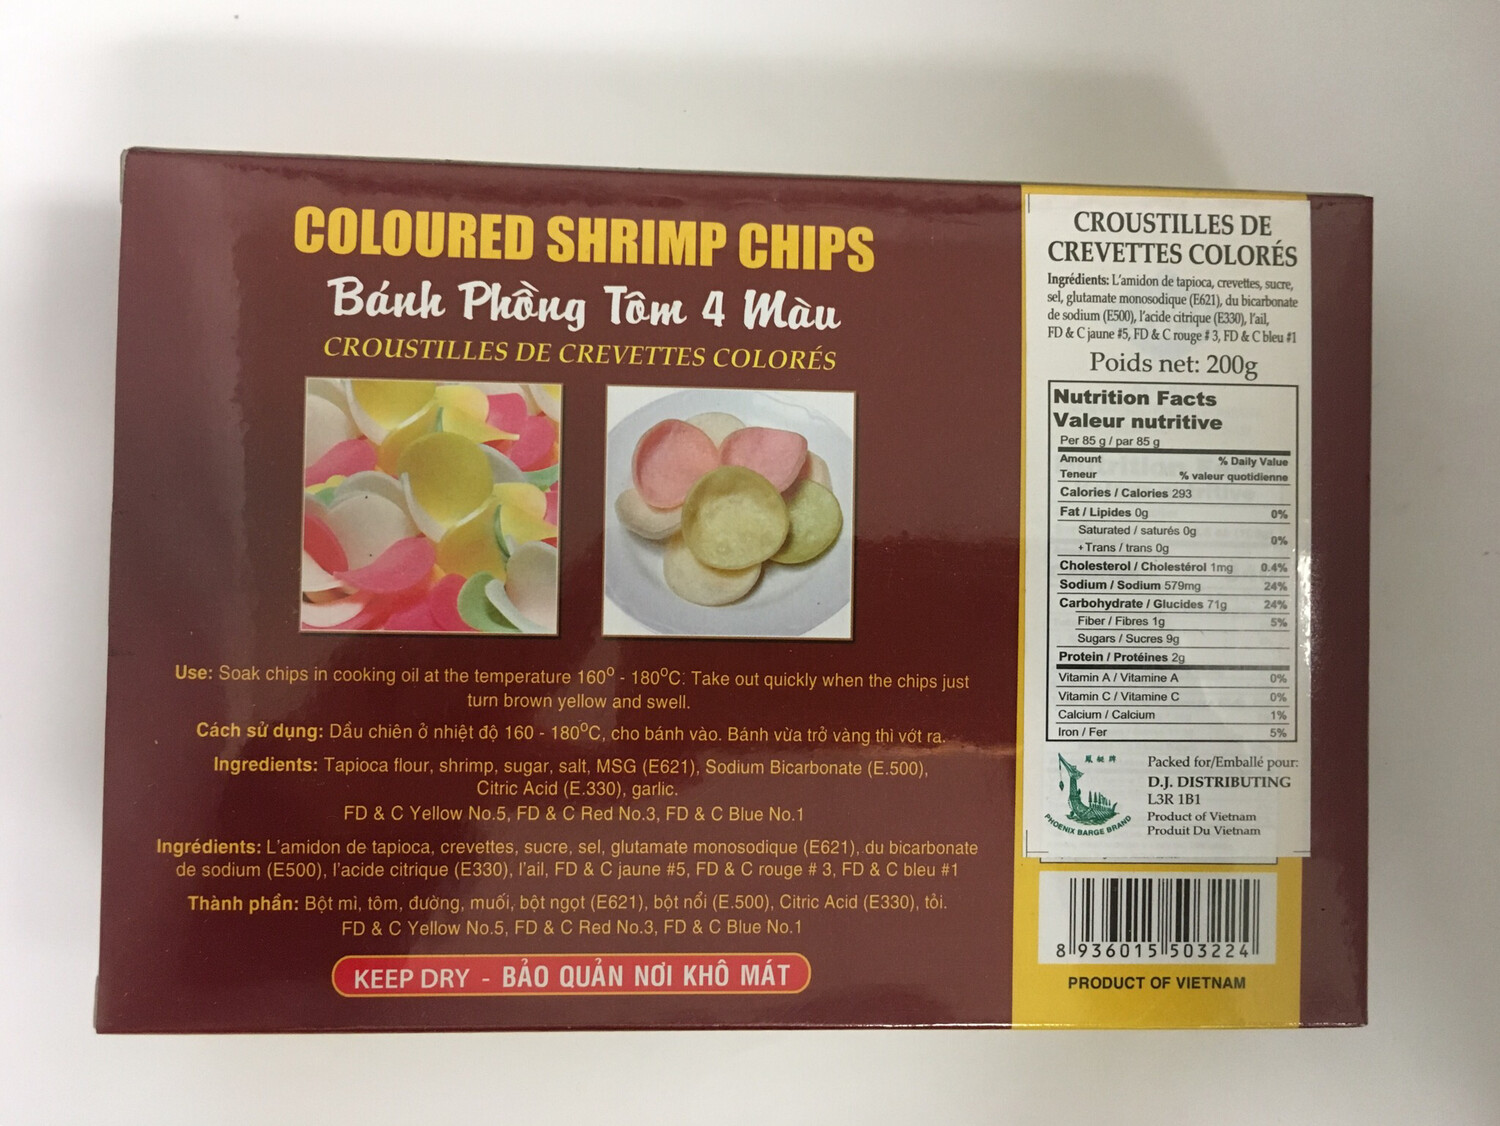 COLOURED SHRIMP CHIPS
Bánh Phồng Tôm 4 Màu
CROUSTILLES DE CREVETTES COLORÉS
Use: Soak chips in cooking oil at the temperature 160⁰ - 180⁰C. Take out quickly when the chips just
turn brown yellow and swell.
Cách sử dụng: Dầu chiên ở nhiệt độ 160 - 180⁰C, cho bánh vào. Bánh vừa trở vàng thì vớt ra.
Ingredients: Tapioca flour, shrimp, sugar, salt, MSG (E621), Sodium Bicarbonate (E.500),
Citric Acid (E.330), garlic.
FD & C Yellow No.5, FD & C Red No.3, FD & C Blue No.1
Ingrédients: L'amidon de tapioca, crevettes, sucre, sel, glutamate monosodique (E621), du bicarbonate
de sodium (E500), l'acide citrique (E330), l'ail, FD & C jaune #5, FD & C rouge # 3, FD & C bleu #1
Thành phần: Bột mì, tôm, đường, muối, bột ngọt (E621), bột nổi (E.500), Citric Acid (E330), tỏi.
FD & C Yellow No.5, FD & C Red No.3, FD & C Blue No.1
KEEP DRY - BẢO QUẢN NƠI KHÔ MÁT
CROUSTILLES DE
CREVETTES COLORÉS
Ingrédients: L'amidon de tapioca, crevettes, sucre,
sel, glutamate monosodique (E621), du bicarbonate
de sodium (E500), l'acide citrique (E330), l'ail,
FD & C jaune #5, FD & C rouge # 3, FD & C bleu #1
Poids net: 200g
Nutrition Facts
Valeur nutritive
Per 85 g / par 85 g
Amount % Daily Value
Teneur % valeur quotidienne
Calories / Calories 293
Fat / Lipides 0g 0%
Saturated / saturés 0g
+ Trans / trans 0g 0%
Cholesterol / Cholestérol 1mg 0.4%
Sodium / Sodium 579mg 24%
Carbohydrate / Glucides 71g 24%
Fiber / Fibres 1g 5%
Sugars / Sucres 9g
Protein / Protéines 2g
Vitamin A / Vitamine A 0%
Vitamin C / Vitamine C 0%
Calcium / Calcium 1%
Iron / Fer 5%
鳳艇牌
PHOENIX BARGE BRAND
Packed for/Emballé pour:
D.J. DISTRIBUTING
L3R 1B1
Product of Vietnam
Produit Du Vietnam
8 936015 503224
PRODUCT OF VIETNAM